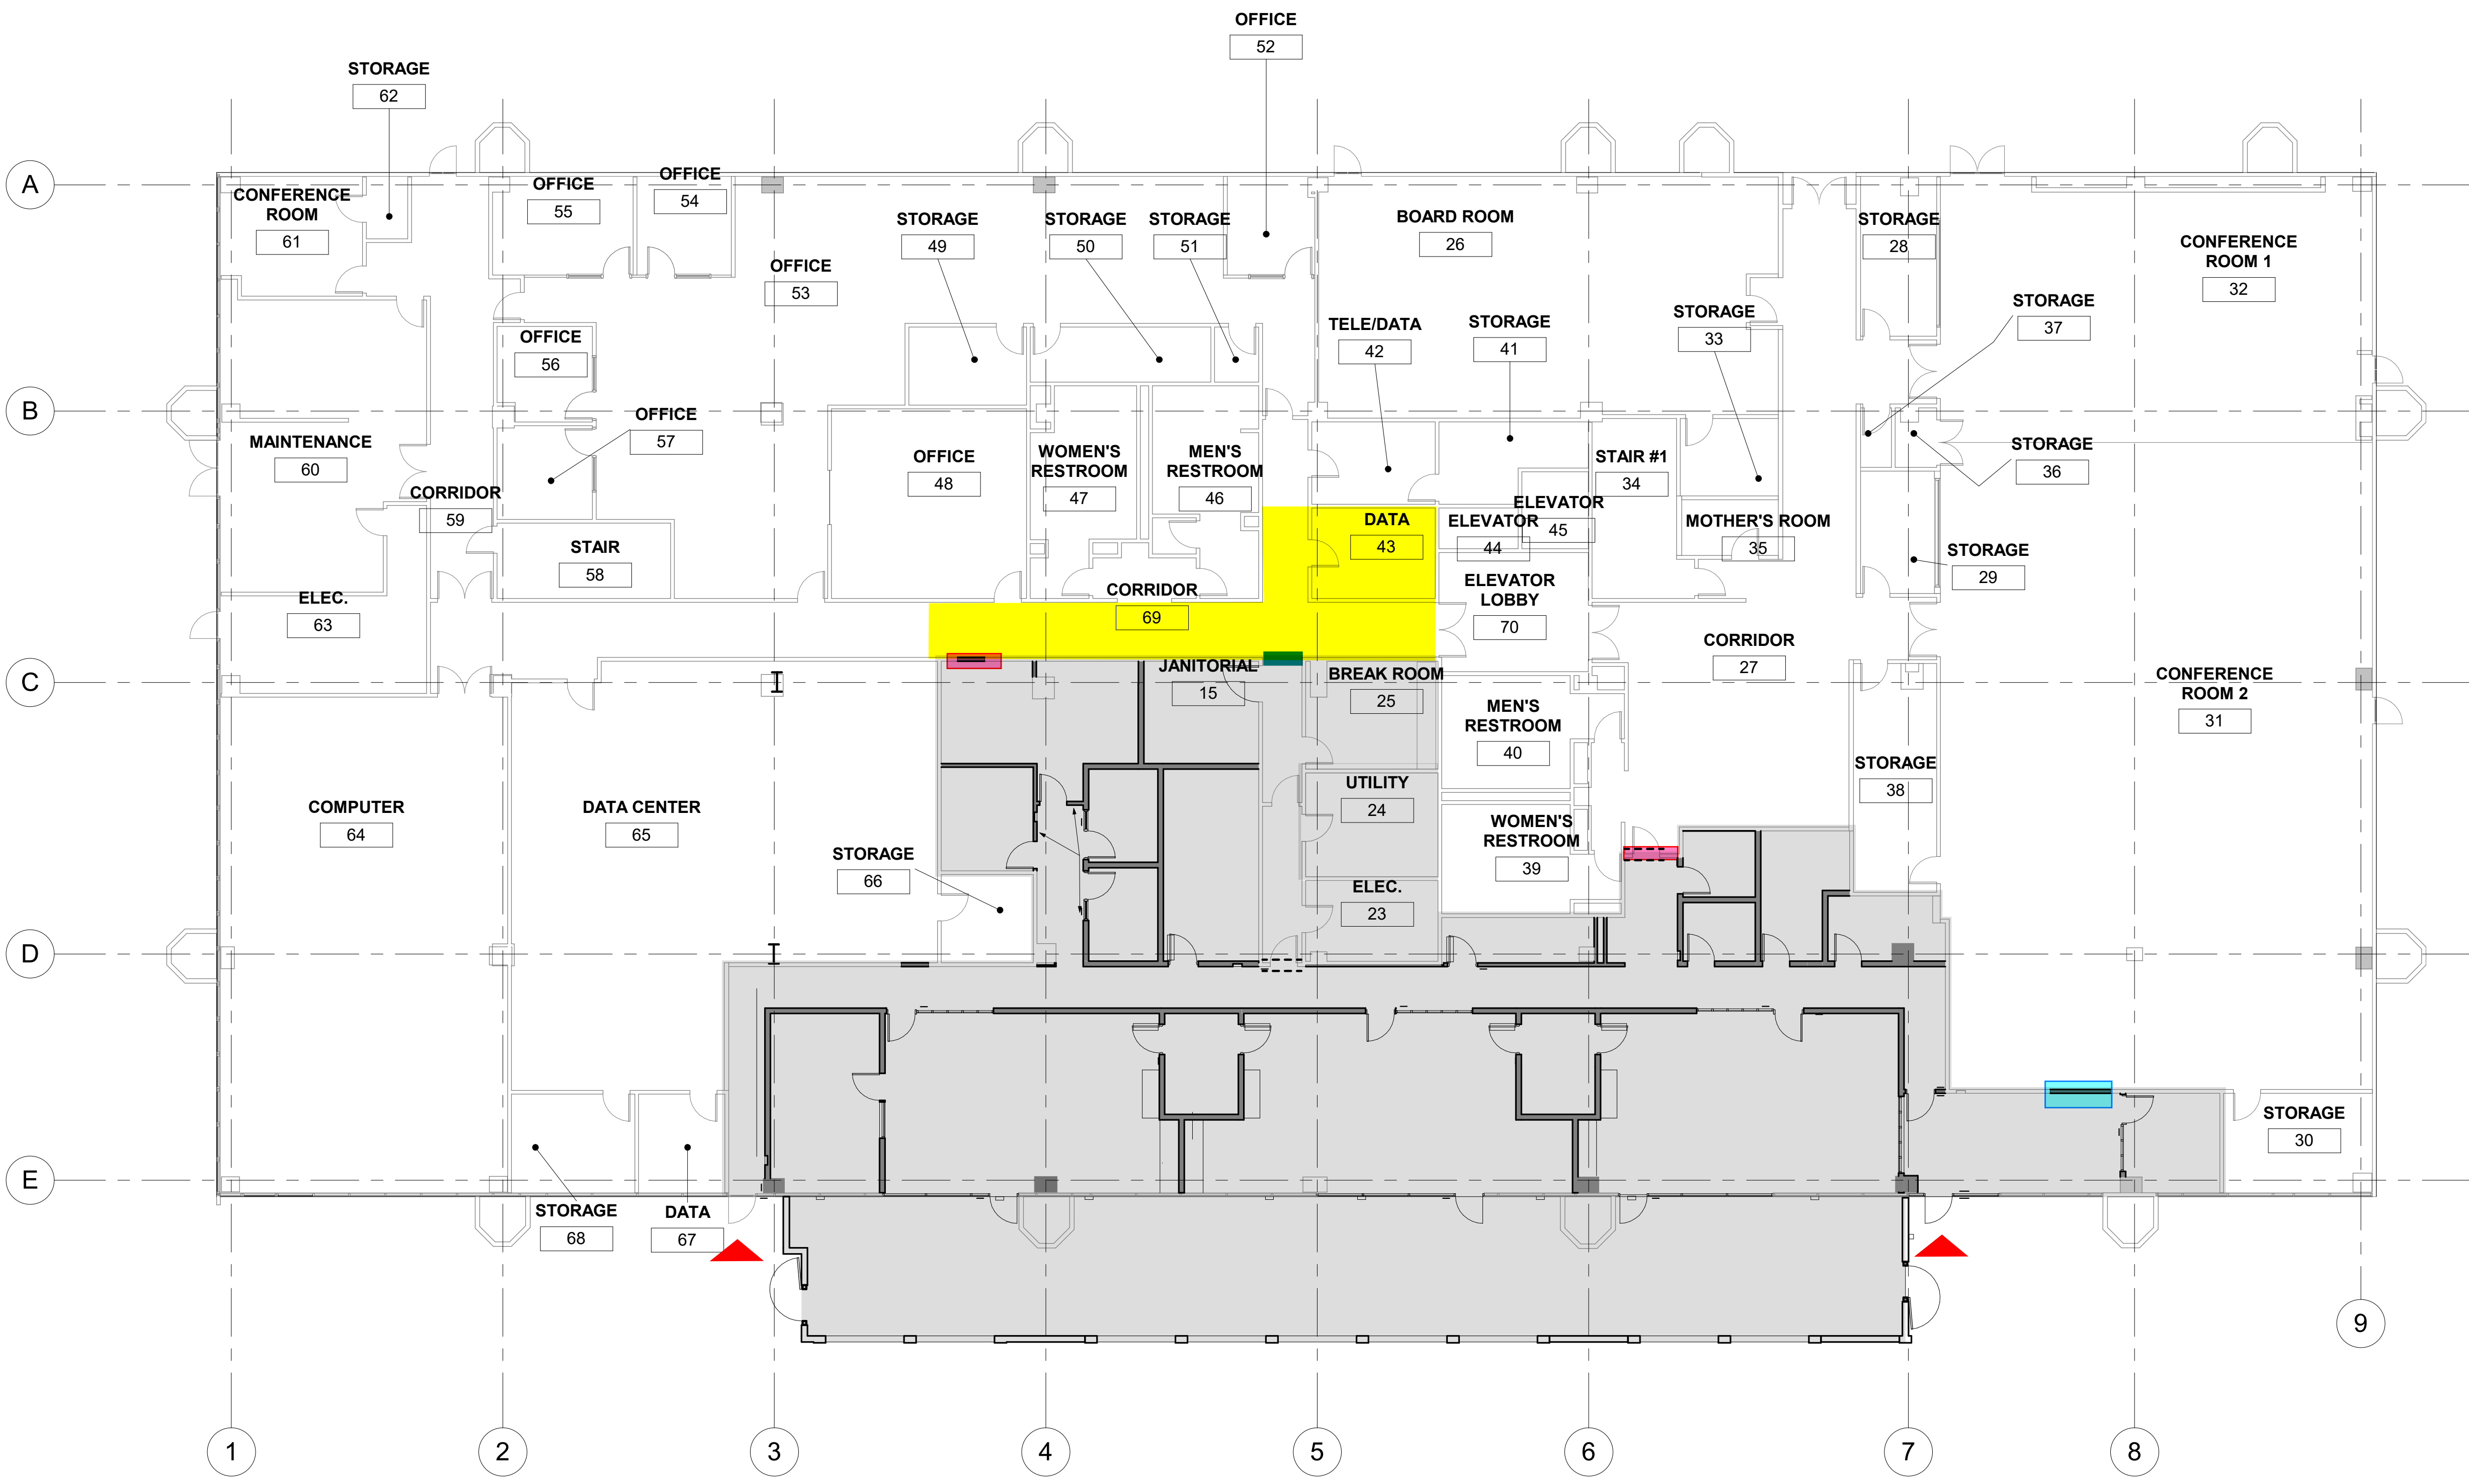 OFFICE
52
STORAGE
62
A
CONFERENCE
ROOM
61
OFFICE
55
OFFICE
54
OFFICE
53
STORAGE
49
STORAGE
50
STORAGE
51
BOARD ROOM
26
STORAGE
28
CONFERENCE
ROOM 1
32
STORAGE
37
OFFICE
56
TELE/DATA
42
STORAGE
41
STORAGE
33
B
OFFICE
57
MAINTENANCE
60
CORRIDOR
59
OFFICE
48
WOMEN'S
RESTROOM
47
MEN'S
RESTROOM
46
STAIR #1
34
STORAGE
36
DATA
43
ELEVATOR
44
ELEVATOR
45
MOTHER'S ROOM
35
STAIR
58
STORAGE
29
ELEC.
63
CORRIDOR
69
ELEVATOR
LOBBY
70
CORRIDOR
27
C
JANITORIAL
15
BREAK ROOM
25
MEN'S
RESTROOM
40
CONFERENCE
ROOM 2
31
COMPUTER
64
DATA CENTER
65
UTILITY
24
STORAGE
38
STORAGE
66
WOMEN'S
RESTROOM
39
ELEC.
23
D
STORAGE
30
E
STORAGE
68
DATA
67
9
1
2
3
4
5
6
7
8